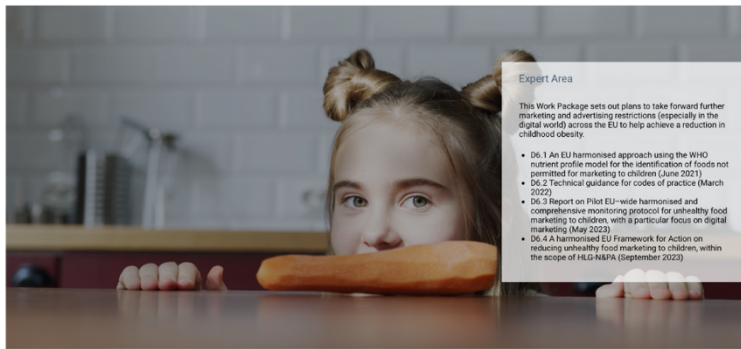 Expert Area
This Work Package sets out plans to take forward further
marketing and advertising restrictions (especially in the
digital world) across the EU to help achieve a reduction in
childhood obesity.
• D6.1 An EU harmonised approach using the WHO
nutrient profile model for the identification of foods not
permitted for marketing to children (June 2021)
• D6.2 Technical guidance for codes of practice (March
2022)
• D6.3 Report on Pilot EU–wide harmonised and
comprehensive monitoring protocol for unhealthy food
marketing to children, with a particular focus on digital
marketing (May 2023)
• D6.4 A harmonised EU Framework for Action on
reducing unhealthy food marketing to children, within
the scope of HLG-N&PA (September 2023)